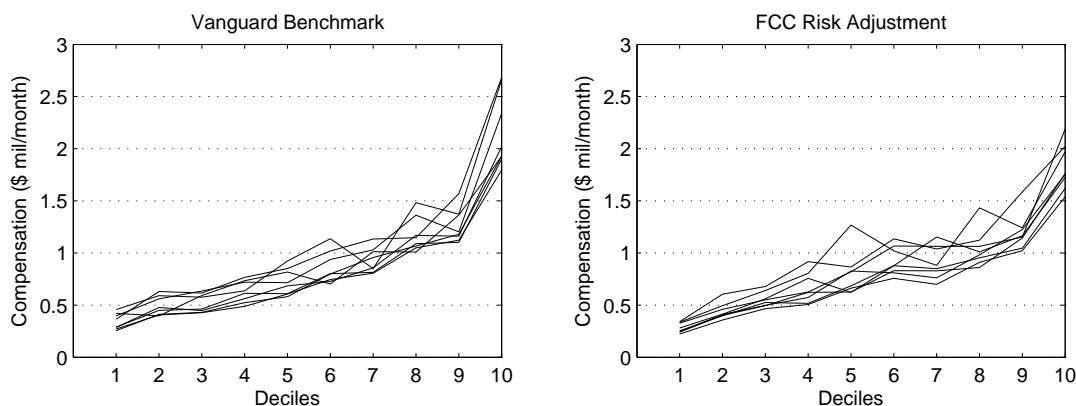 Vanguard Benchmark
3
2.5
2
1.5
1
0.5
0
Compensation ($ mil/month)
1 2 3 4 5 6 7 8 9 10
Deciles
FCC Risk Adjustment
3
2.5
2
1.5
1
0.5
0
Compensation ($ mil/month)
1 2 3 4 5 6 7 8 9 10
Deciles